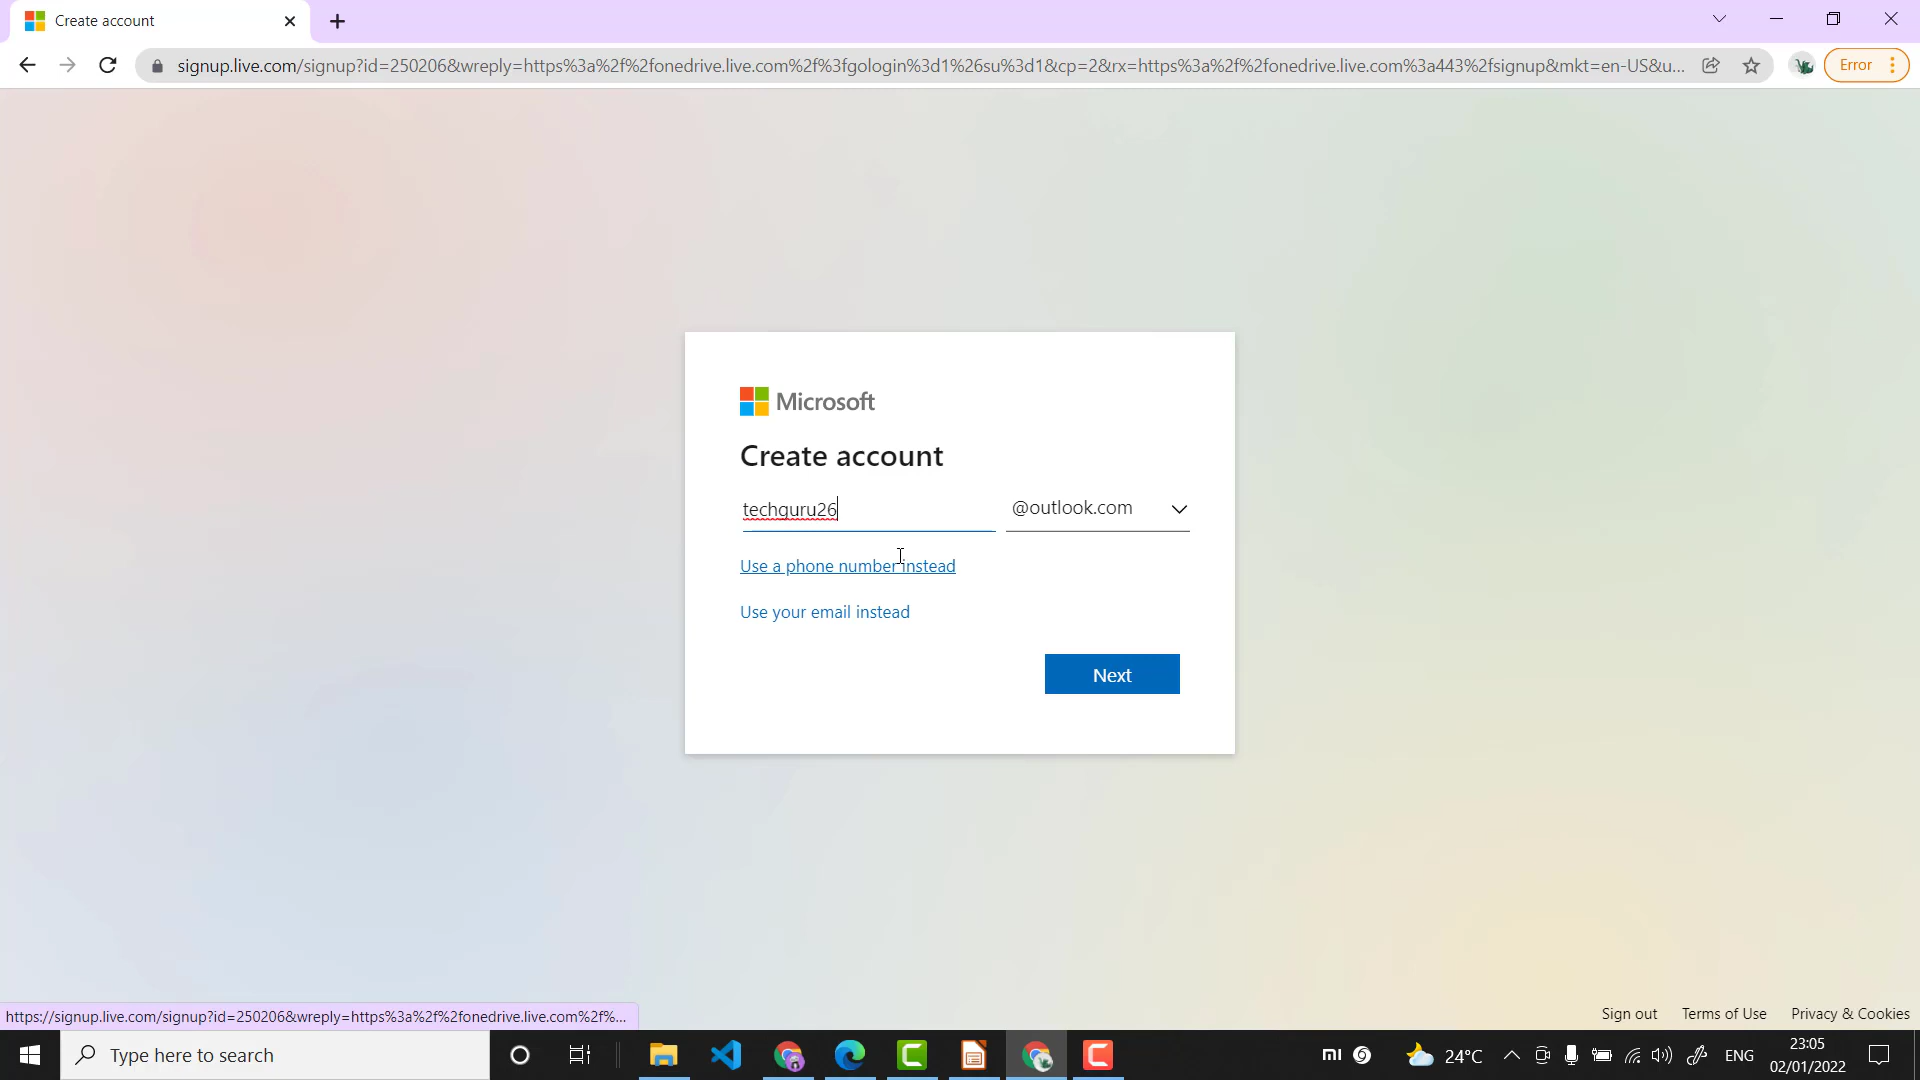 Create account
signup.live.com/signup?id=250206&wreply=https%3a%2f%2fonedrive.live.com%2f%3fgologin%3d1%26su%3d1&cp=2&rx=https%3a%2f%2fonedrive.live.com%3a443%2fsignup&mkt=en-US&u...
Error
Microsoft
Create account
techguru26 @outlook.com
Use a phone number instead
Use your email instead
Next
Sign out Terms of Use Privacy & Cookies
https://signup.live.com/signup?id=250206&wreply=https%3a%2f%2fonedrive.live.com%2f%...
Type here to search
mi 24°C ENG
23:05
02/01/2022